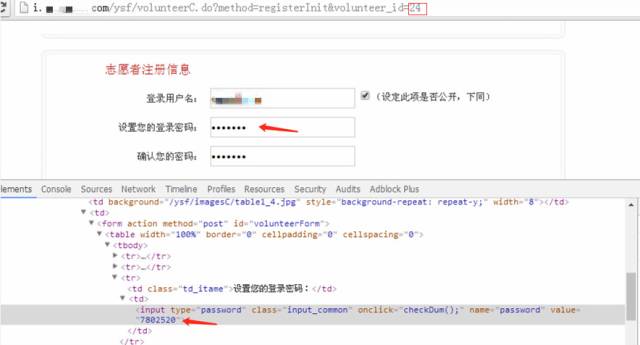 i. .com/ysf/volunteerC.do?method=registerInit&volunteer_id=24
志愿者注册信息
登录用户名: (设定此项是否公开，下同)
设置您的登录密码: •••••••
确认您的密码: •••••••
Elements Console Sources Network Timeline Profiles Resources Security Audits Adblock Plus
<td background="/ysf/imagesC/table1_4.jpg" style="background-repeat: repeat-y;" width="8"></td>
▼<td>
▼<form action method="post" id="volunteerForm">
▼<table width="100%" border="0" cellpadding="0" cellspacing="0">
▼<tbody>
▶<tr>…</tr>
▶<tr>…</tr>
▼<tr>
<td class="td_itame">设置您的登录密码：</td>
▼<td>
<input type="password" class="input_common" onclick="checkDum();" name="password" value=
"7802520">
</td>
</tr>